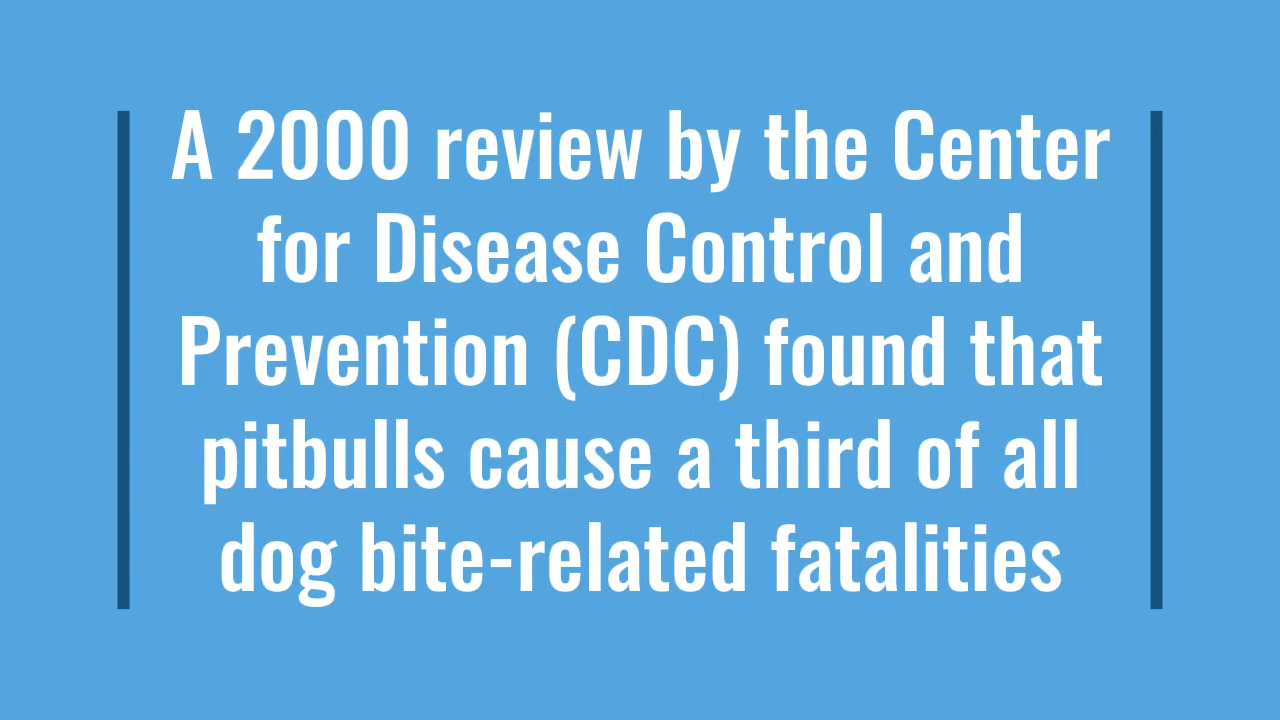 A 2000 review by the Center
for Disease Control and
Prevention (CDC) found that
pitbulls cause a third of all
dog bite-related fatalities